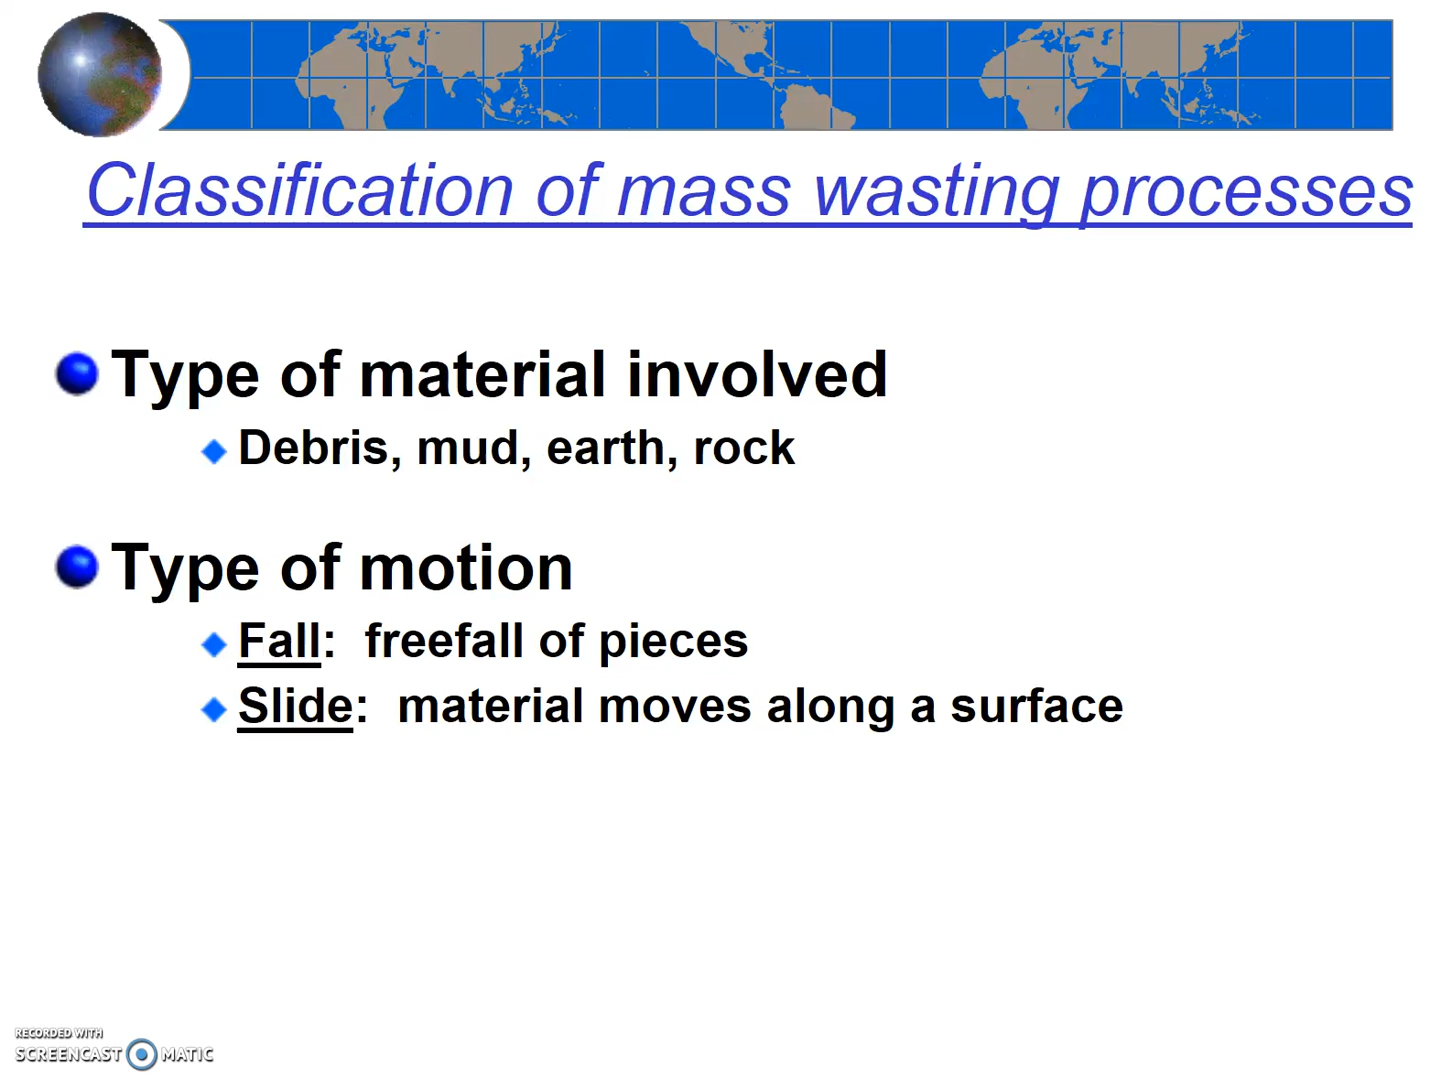 Classification of mass wasting processes
Type of material involved
Debris, mud, earth, rock
Type of motion
Fall: freefall of pieces
Slide: material moves along a surface
RECORDED WITH
SCREENCAST MATIC